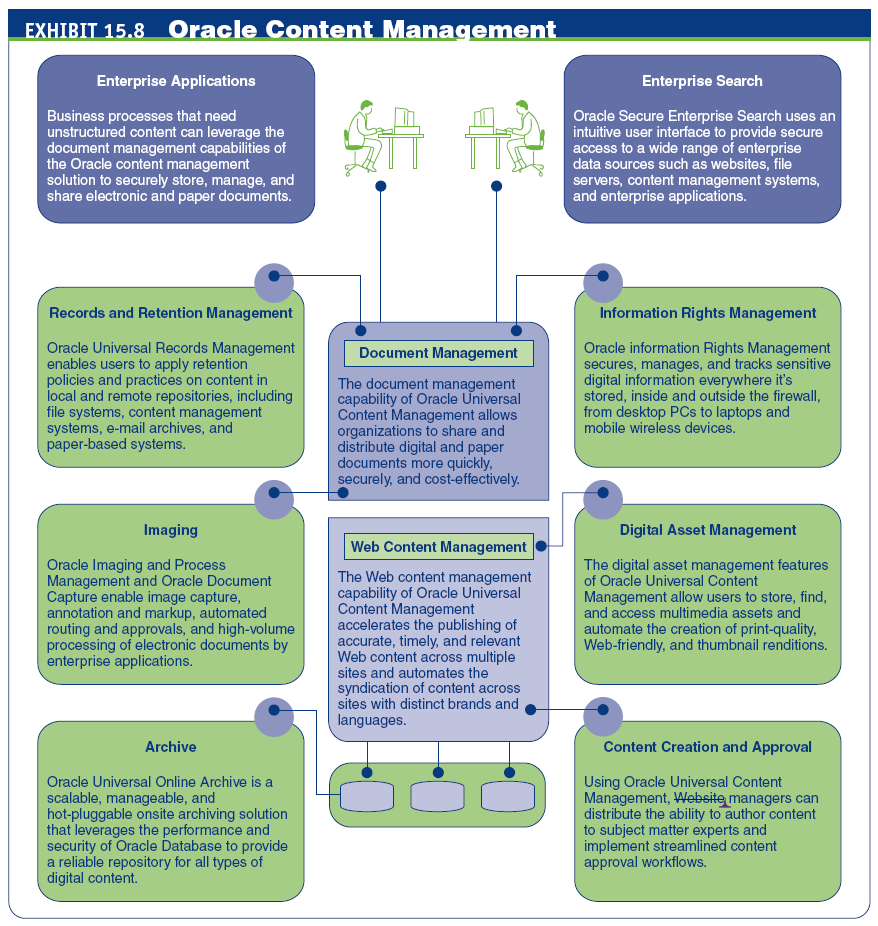 EXHIBIT 15.8 Oracle Content Management
Enterprise Applications
Business processes that need
unstructured content can leverage the
document management capabilities of
the Oracle content management
solution to securely store, manage, and
share electronic and paper documents.
Enterprise Search
Oracle Secure Enterprise Search uses an
intuitive user interface to provide secure
access to a wide range of enterprise
data sources such as websites, file
servers, content management systems,
and enterprise applications.
Records and Retention Management
Oracle Universal Records Management
enables users to apply retention
policies and practices on content in
local and remote repositories, including
file systems, content management
systems, e-mail archives, and
paper-based systems.
Document Management
The document management
capability of Oracle Universal
Content Management allows
organizations to share and
distribute digital and paper
documents more quickly,
securely, and cost-effectively.
Information Rights Management
Oracle information Rights Management
secures, manages, and tracks sensitive
digital information everywhere it's
stored, inside and outside the firewall,
from desktop PCs to laptops and
mobile wireless devices.
Imaging
Oracle Imaging and Process
Management and Oracle Document
Capture enable image capture,
annotation and markup, automated
routing and approvals, and high-volume
processing of electronic documents by
enterprise applications.
Web Content Management
The Web content management
capability of Oracle Universal
Content Management
accelerates the publishing of
accurate, timely, and relevant
Web content across multiple
sites and automates the
syndication of content across
sites with distinct brands and
languages.
Digital Asset Management
The digital asset management features
of Oracle Universal Content
Management allow users to store, find,
and access multimedia assets and
automate the creation of print-quality,
Web-friendly, and thumbnail renditions.
Archive
Oracle Universal Online Archive is a
scalable, manageable, and
hot-pluggable onsite archiving solution
that leverages the performance and
security of Oracle Database to provide
a reliable repository for all types of
digital content.
Content Creation and Approval
Using Oracle Universal Content
Management, Website managers can
distribute the ability to author content
to subject matter experts and
implement streamlined content
approval workflows.